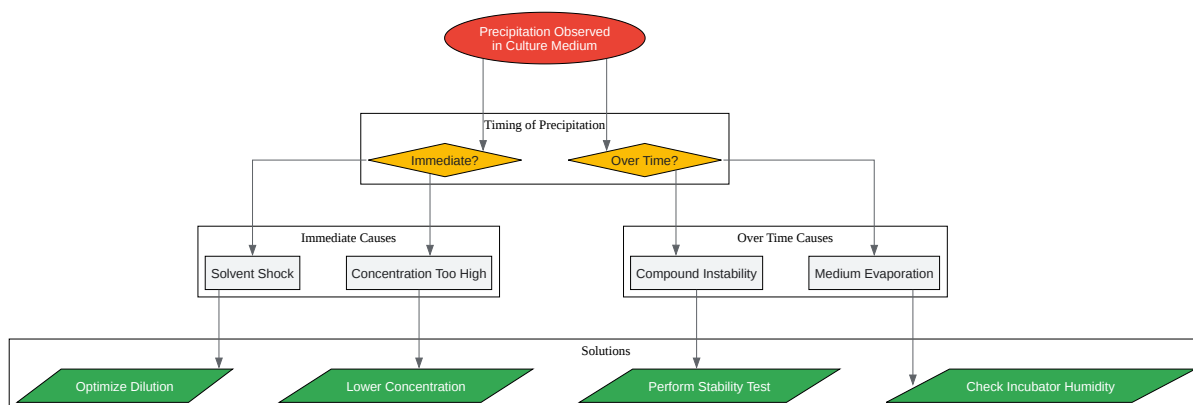 Precipitation Observed
in Culture Medium
Timing of Precipitation
Immediate?
Over Time?
Immediate Causes
Over Time Causes
Solvent Shock
Concentration Too High
Compound Instability
Medium Evaporation
Solutions
Optimize Dilution
Lower Concentration
Perform Stability Test
Check Incubator Humidity